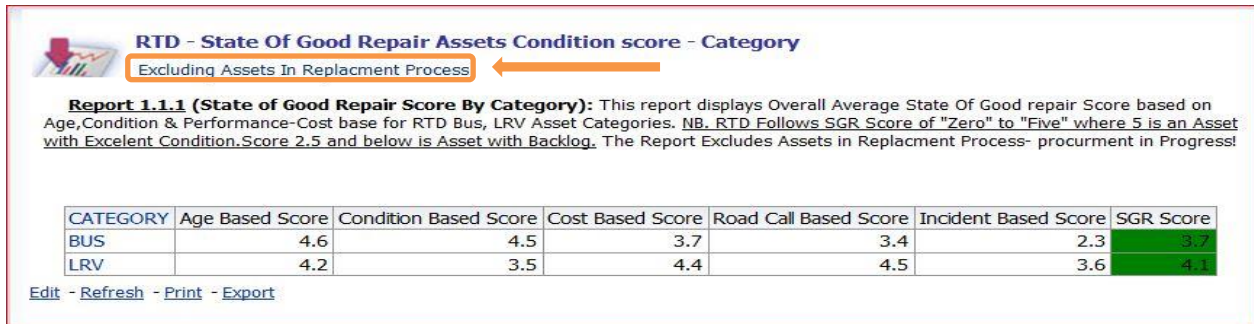 RTD - State Of Good Repair Assets Condition score - Category
Excluding Assets In Replacment Process
Report 1.1.1 (State of Good Repair Score By Category): This report displays Overall Average State Of Good repair Score based on
Age,Condition & Performance-Cost base for RTD Bus, LRV Asset Categories. NB. RTD Follows SGR Score of "Zero" to "Five" where 5 is an Asset
with Excelent Condition.Score 2.5 and below is Asset with Backlog. The Report Excludes Assets in Replacment Process- procurment in Progress!
CATEGORY Age Based Score Condition Based Score Cost Based Score Road Call Based Score Incident Based Score SGR Score
BUS 4.6 4.5 3.7 3.4 2.3 3.7
LRV 4.2 3.5 4.4 4.5 3.6 4.1
Edit - Refresh - Print - Export